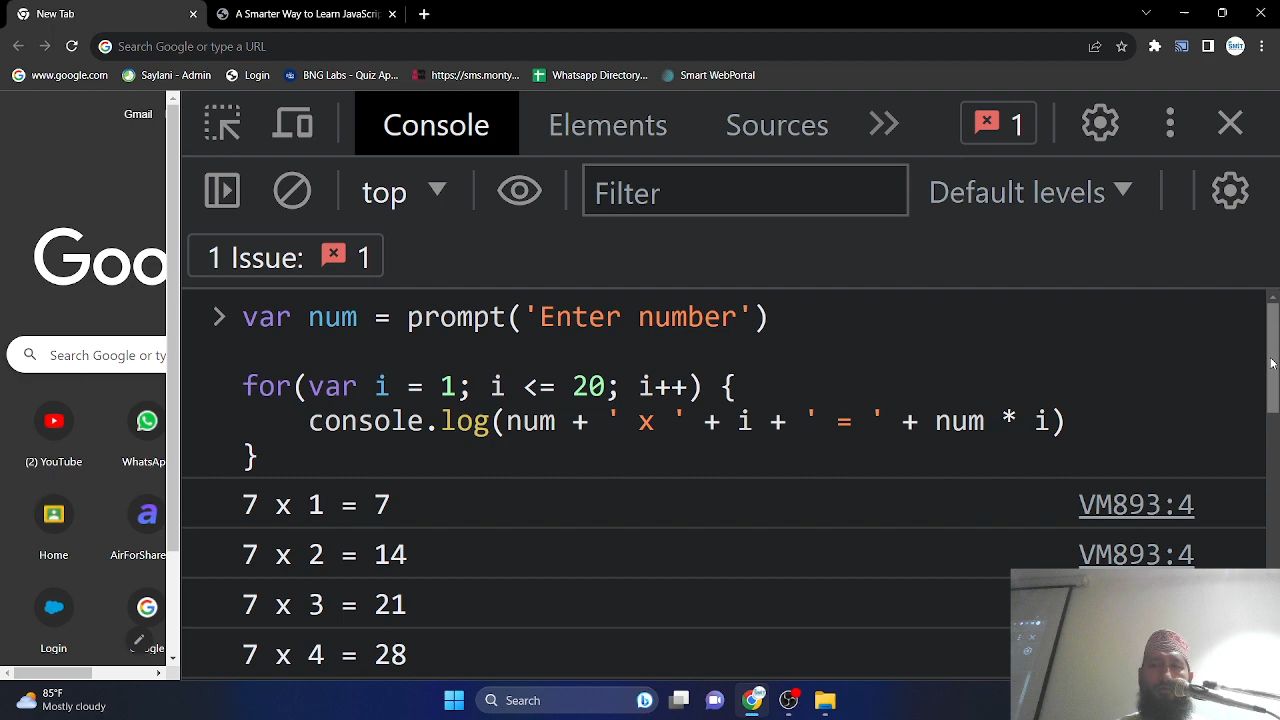 New Tab
A Smarter Way to Learn JavaScri
Search Google or type a URL
SMIT
www.google.com
Saylani - Admin
Login
BNG Labs - Quiz Ap...
https://sms.monty...
Whatsapp Directory...
Smart WebPortal
Gmail
Console
Elements
Sources
1
top
Filter
Default levels
1 Issue:
1
Goo
Search Google or ty
(2) YouTube
WhatsAp
Home
AirForShare
Login
gle
> var num = prompt('Enter number')
for(var i = 1; i <= 20; i++) {
console.log(num + ' x ' + i + ' = ' + num * i)
}
7 x 1 = 7 VM893:4
7 x 2 = 14 VM893:4
7 x 3 = 21
7 x 4 = 28
85°F
Mostly cloudy
Search